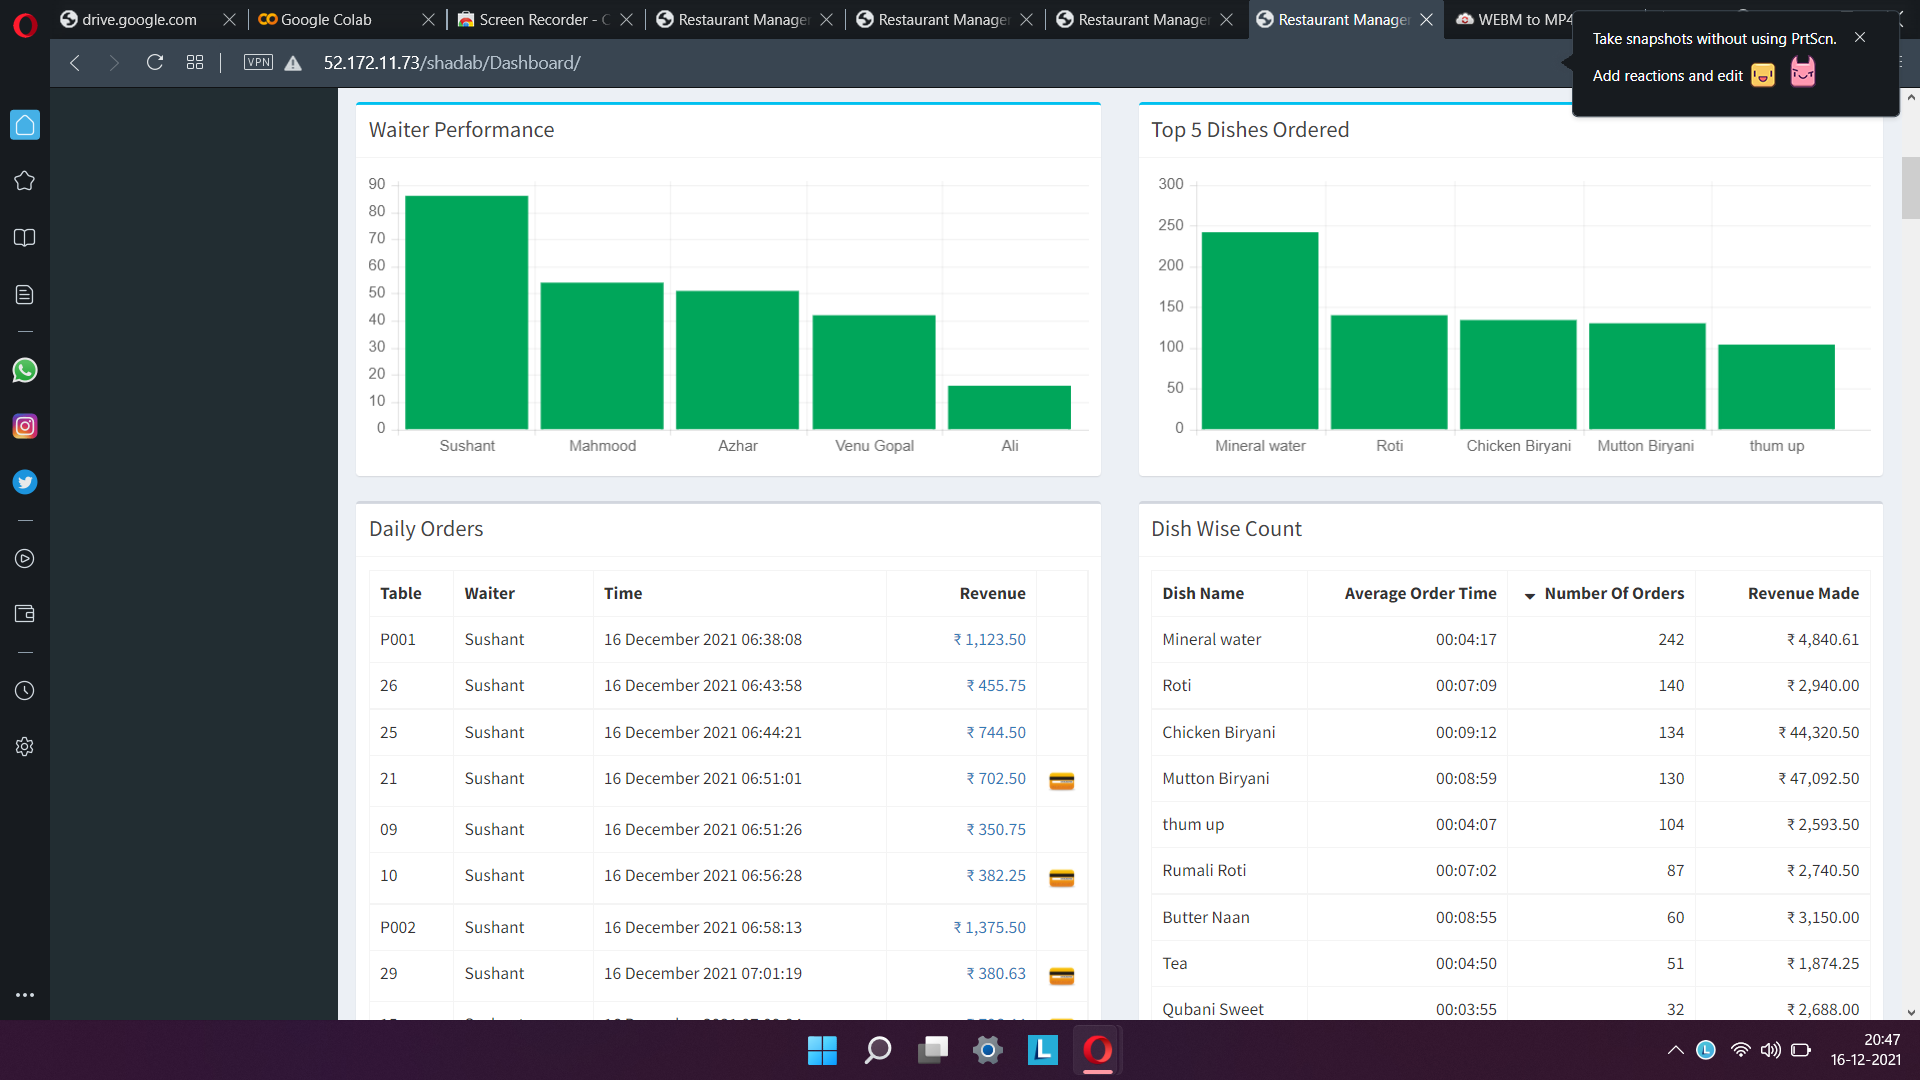 drive.google.com
Google Colab
Screen Recorder - C
Restaurant Manager
Restaurant Manager
Restaurant Manager
Restaurant Manager
WEBM to MP4
Take snapshots without using PrtScn.
Add reactions and edit
VPN
52.172.11.73/shadab/Dashboard/
Waiter Performance
90
80
70
60
50
40
30
20
10
0
Sushant Mahmood Azhar Venu Gopal Ali
Top 5 Dishes Ordered
300
250
200
150
100
50
0
Mineral water Roti Chicken Biryani Mutton Biryani thum up
Daily Orders
Table Waiter Time Revenue
P001 Sushant 16 December 2021 06:38:08 ₹ 1,123.50
26 Sushant 16 December 2021 06:43:58 ₹ 455.75
25 Sushant 16 December 2021 06:44:21 ₹ 744.50
21 Sushant 16 December 2021 06:51:01 ₹ 702.50
09 Sushant 16 December 2021 06:51:26 ₹ 350.75
10 Sushant 16 December 2021 06:56:28 ₹ 382.25
P002 Sushant 16 December 2021 06:58:13 ₹ 1,375.50
29 Sushant 16 December 2021 07:01:19 ₹ 380.63
Dish Wise Count
Dish Name Average Order Time Number Of Orders Revenue Made
Mineral water 00:04:17 242 ₹ 4,840.61
Roti 00:07:09 140 ₹ 2,940.00
Chicken Biryani 00:09:12 134 ₹ 44,320.50
Mutton Biryani 00:08:59 130 ₹ 47,092.50
thum up 00:04:07 104 ₹ 2,593.50
Rumali Roti 00:07:02 87 ₹ 2,740.50
Butter Naan 00:08:55 60 ₹ 3,150.00
Tea 00:04:50 51 ₹ 1,874.25
Qubani Sweet 00:03:55 32 ₹ 2,688.00
L
L
20:47
16-12-2021